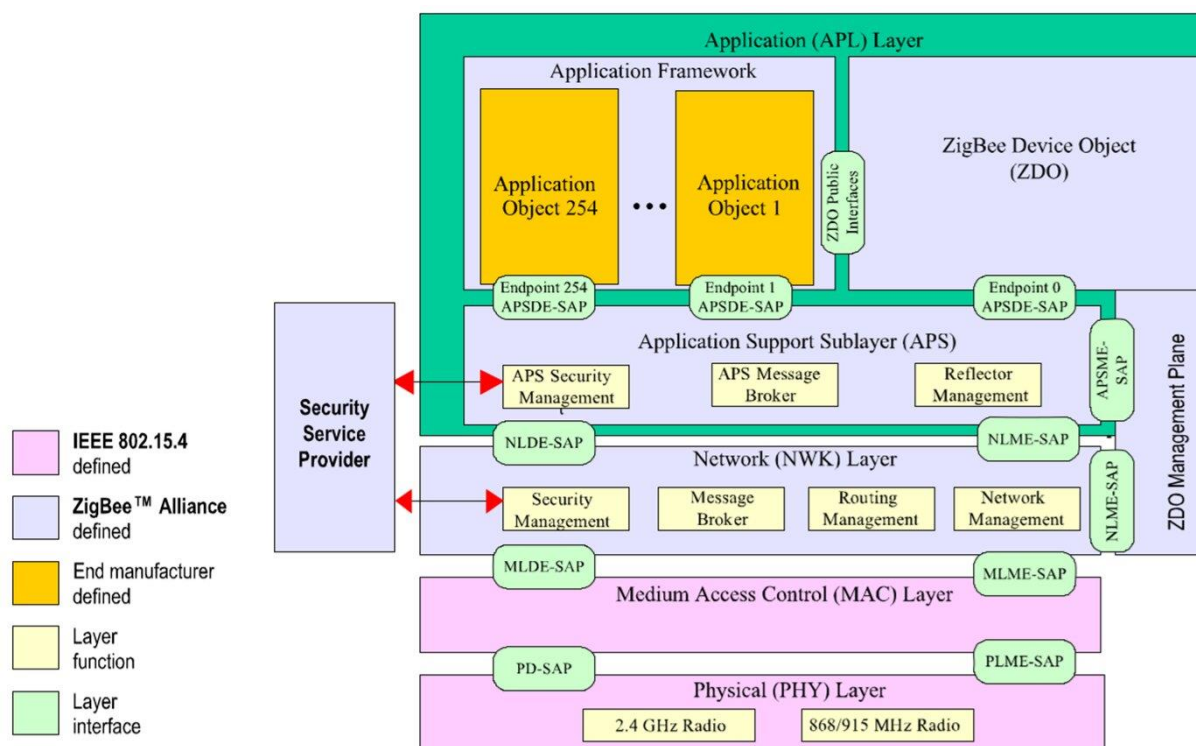 Application (APL) Layer
Application Framework
Application
Object 254
...
Application
Object 1
ZDO Public
Interfaces
ZigBee Device Object
(ZDO)
Endpoint 254
APSDE-SAP
Endpoint 1
APSDE-SAP
Endpoint 0
APSDE-SAP
Application Support Sublayer (APS)
APS Security
Management
APS Message
Broker
Reflector
Management
APSME-
SAP
Security
Service
Provider
NLDE-SAP
NLME-SAP
Network (NWK) Layer
Security
Management
Message
Broker
Routing
Management
Network
Management
NLME-SAP
ZDO Management Plane
MLDE-SAP
MLME-SAP
Medium Access Control (MAC) Layer
PD-SAP
PLME-SAP
Physical (PHY) Layer
2.4 GHz Radio
868/915 MHz Radio
IEEE 802.15.4
defined
ZigBee™ Alliance
defined
End manufacturer
defined
Layer
function
Layer
interface